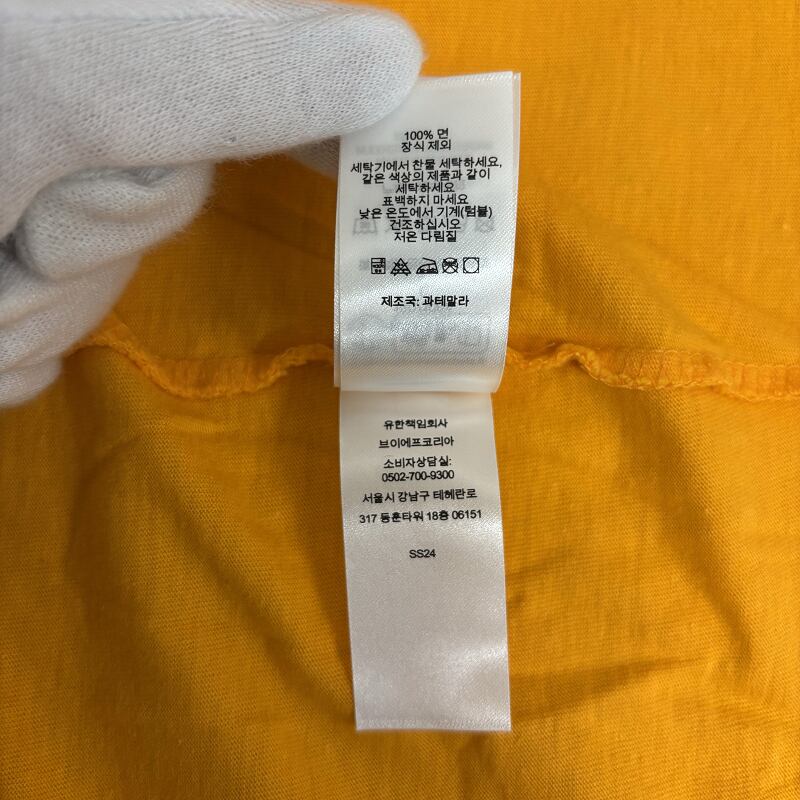 100% 면
장식 제외
세탁기에서 찬물 세탁하세요,
같은 색상의 제품과 같이
세탁하세요
표백하지 마세요
낮은 온도에서 기계(텀블)
건조하십시오
저온 다림질
제조국: 과테말라
유한책임회사
브이에프코리아
소비자상담실:
0502-700-9300
서울시 강남구 테헤란로
317 동훈타워 18층 06151
SS24